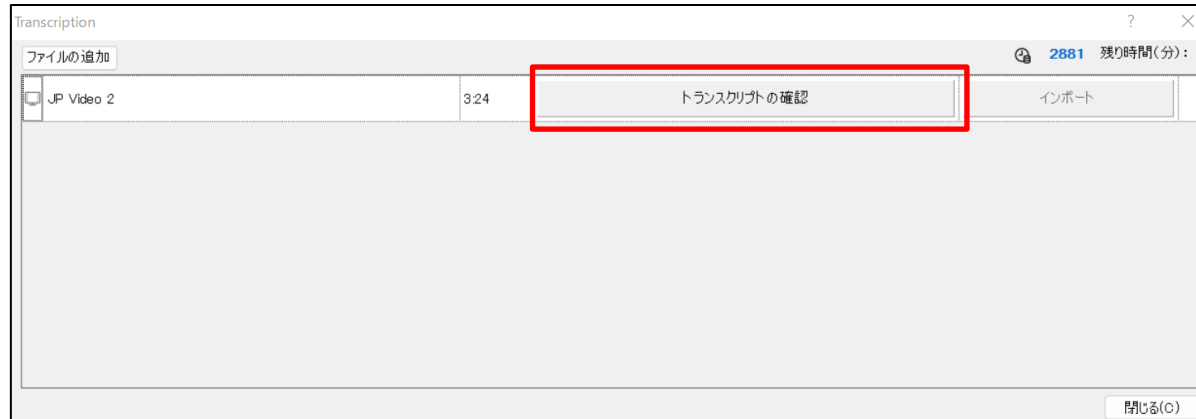 Transcription ? ×
ファイルの追加 2881 残り時間(分):
JP Video 2 3:24 トランスクリプトの確認 インポート
閉じる(C)